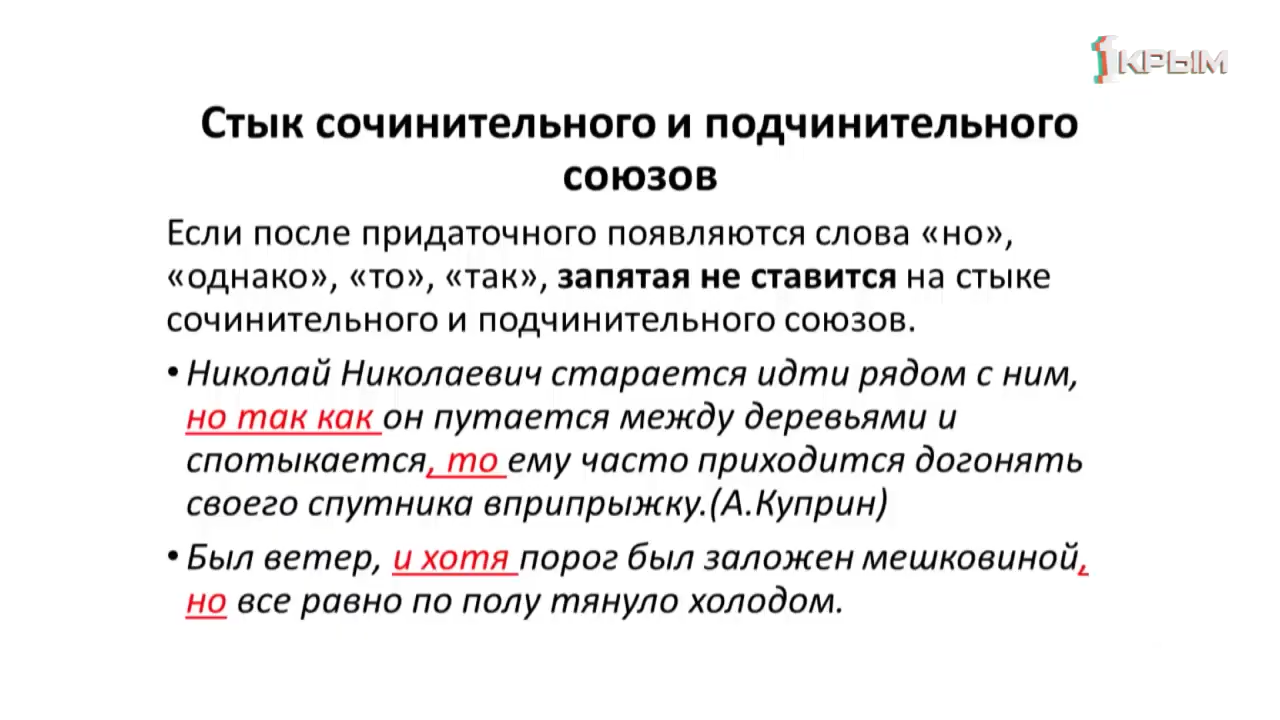 1 КРЫМ
Стык сочинительного и подчинительного
союзов
Если после придаточного появляются слова «но»,
«однако», «то», «так», запятая не ставится на стыке
сочинительного и подчинительного союзов.
• Николай Николаевич старается идти рядом с ним,
но так как он путается между деревьями и
спотыкается, то ему часто приходится догонять
своего спутника вприпрыжку.(А.Куприн)
• Был ветер, и хотя порог был заложен мешковиной,
но все равно по полу тянуло холодом.